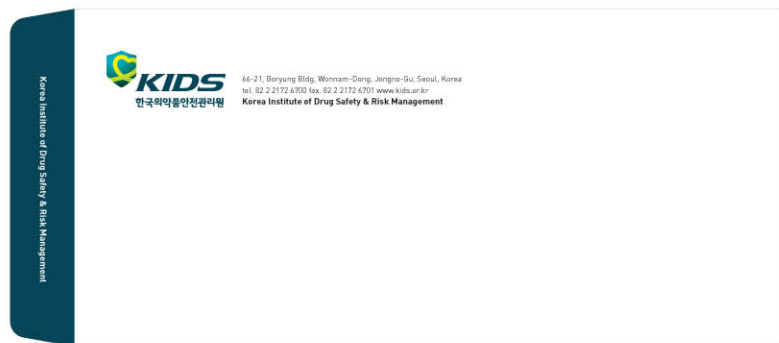 Korea Institute of Drug Safety & Risk Management
KIDS
한국의약품안전관리원
66-21, Boryung Bldg, Wonnam-Dong, Jongno-Gu, Seoul, Korea
tel. 82 2 2172 6700 fax. 82 2 2172 6701 www.kids.or.kr
Korea Institute of Drug Safety & Risk Management